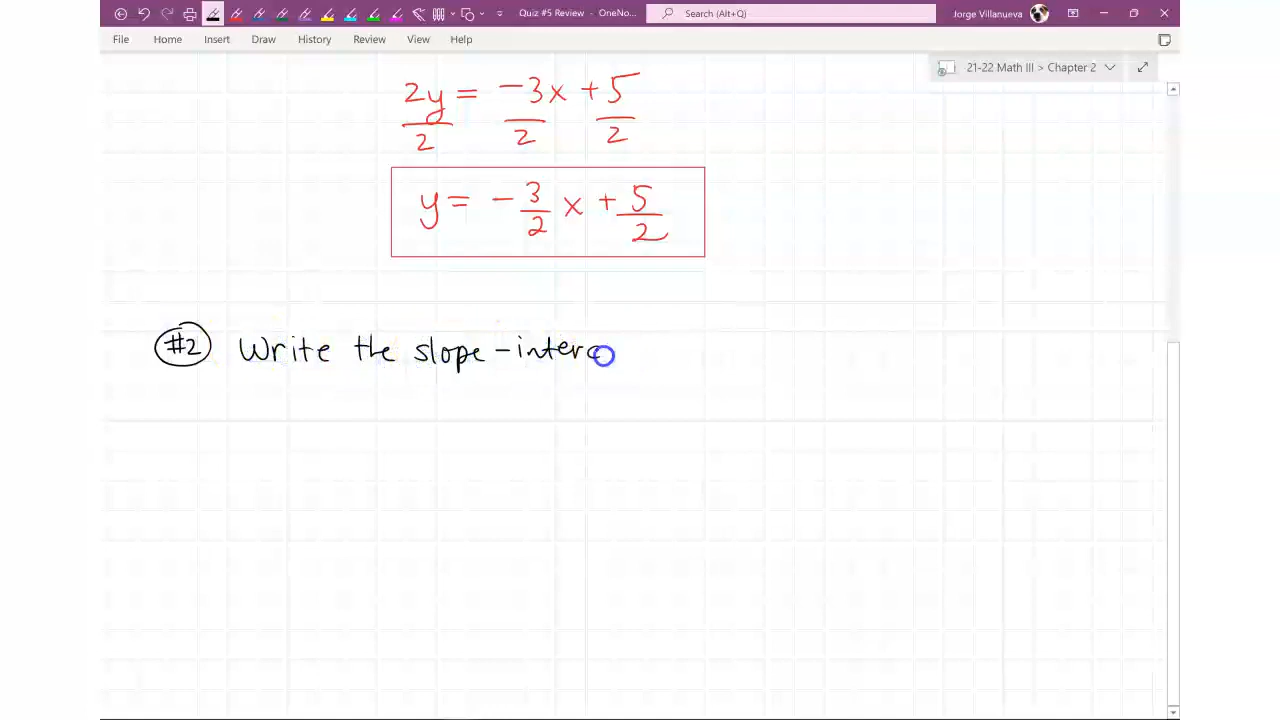 Quiz #5 Review - OneNo...
Search (Alt+Q)
Jorge Villanueva
File Home Insert Draw History Review View Help
21-22 Math III > Chapter 2
2y = -3x + 5
2 2 2
y = - 3/2 x + 5/2
#2 Write the slope-interc